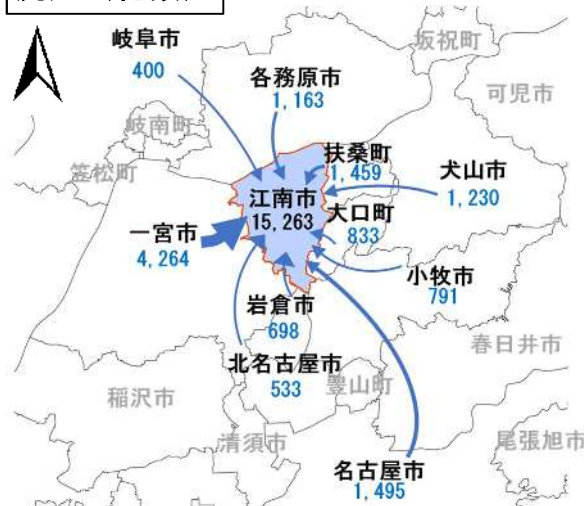 岐阜市
400
坂祝町
各務原市
1,163
可児市
岐南町
笠松町
扶桑町
1,459
犬山市
1,230
江南市
15,263
大口町
833
一宮市
4,264
小牧市
791
岩倉市
698
春日井市
北名古屋市
533
豊山町
稲沢市
清須市
尾張旭市
名古屋市
1,495